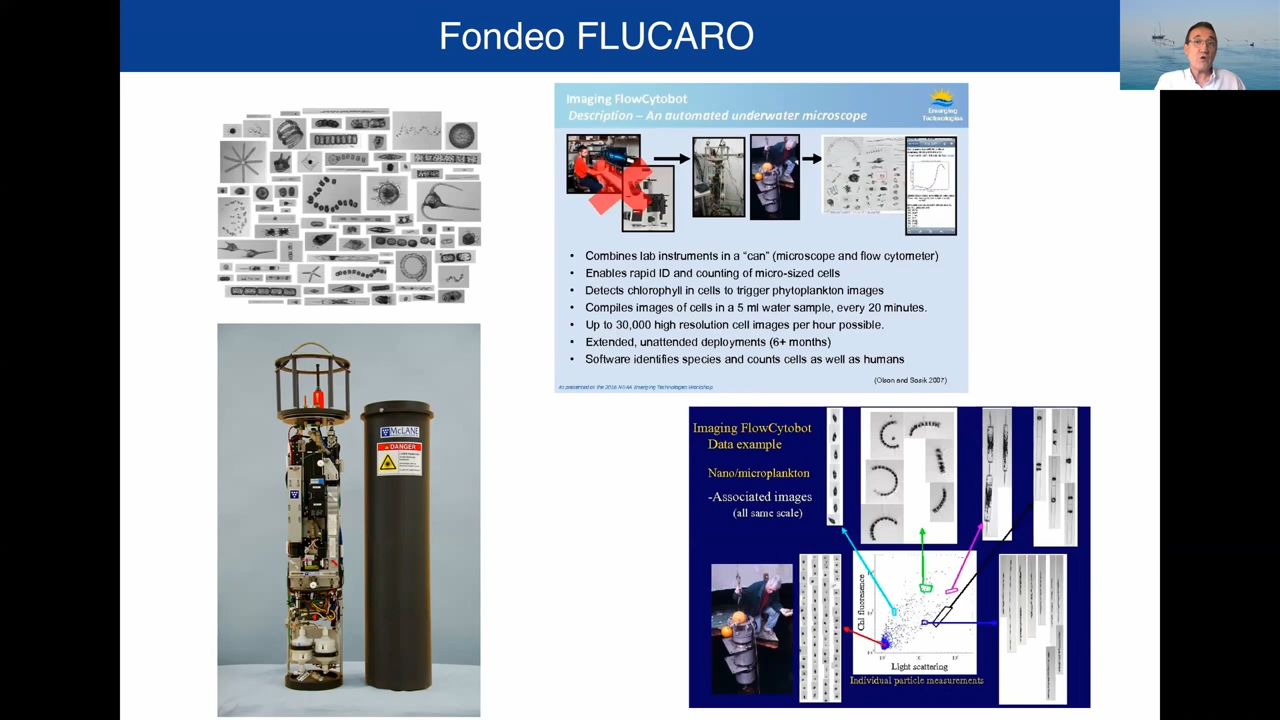 Fondeo FLUCARO
Imaging FlowCytobot
Description – An automated underwater microscope
Emerging
Technologies
• Combines lab instruments in a “can” (microscope and flow cytometer)
• Enables rapid ID and counting of micro-sized cells
• Detects chlorophyll in cells to trigger phytoplankton images
• Compiles images of cells in a 5 ml water sample, every 20 minutes.
• Up to 30,000 high resolution cell images per hour possible.
• Extended, unattended deployments (6+ months)
• Software identifies species and counts cells as well as humans
(Olson and Sosik 2007)
As presented at the 2016 NOAA Emerging Technologies Workshop
McLANE
DANGER
Imaging FlowCytobot
Data example
Nano/microplankton
-Associated images
(all same scale)
Chl fluorescence
Light scattering
Individual particle measurements